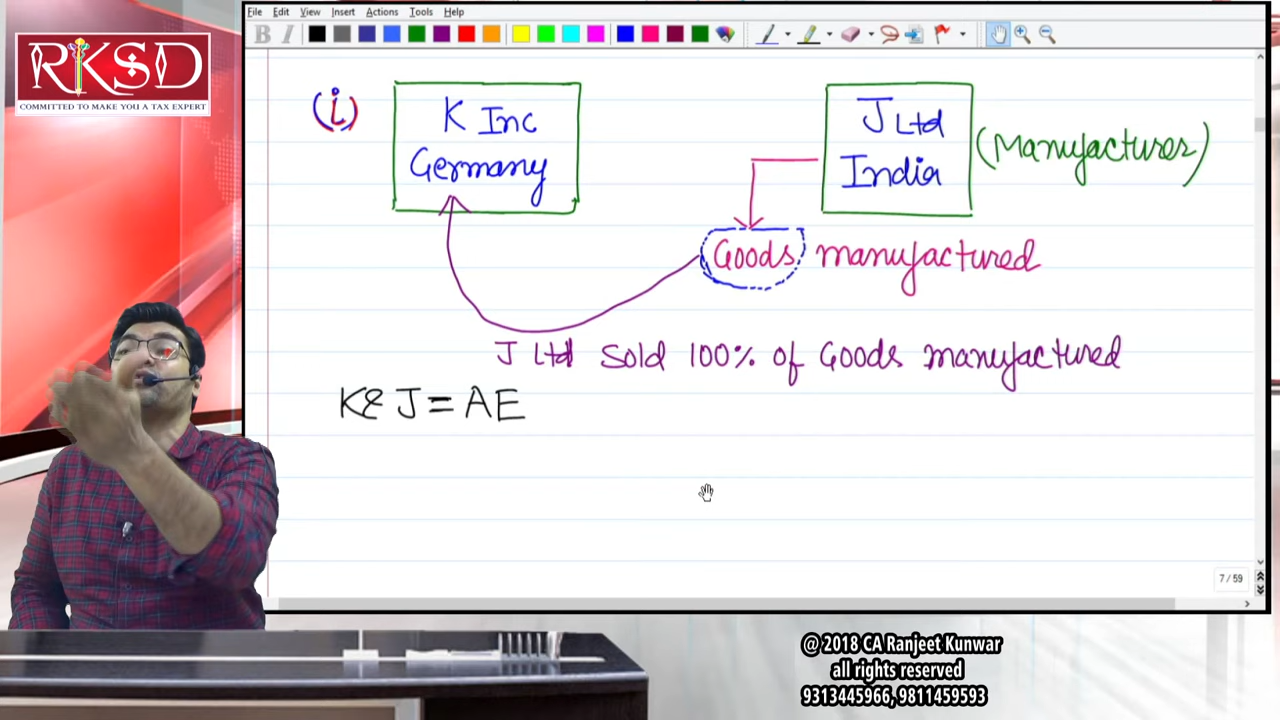 File Edit View Insert Actions Tools Help
B I
RKSD
COMMITTED TO MAKE YOU A TAX EXPERT
(i)
K Inc
Germany
J Ltd
India
(Manufacturer)
Goods manufactured
J Ltd Sold 100% of Goods manufactured
K & J = AE
7 / 59
@ 2018 CA Ranjeet Kunwar
all rights reserved
9313445966, 9811459593